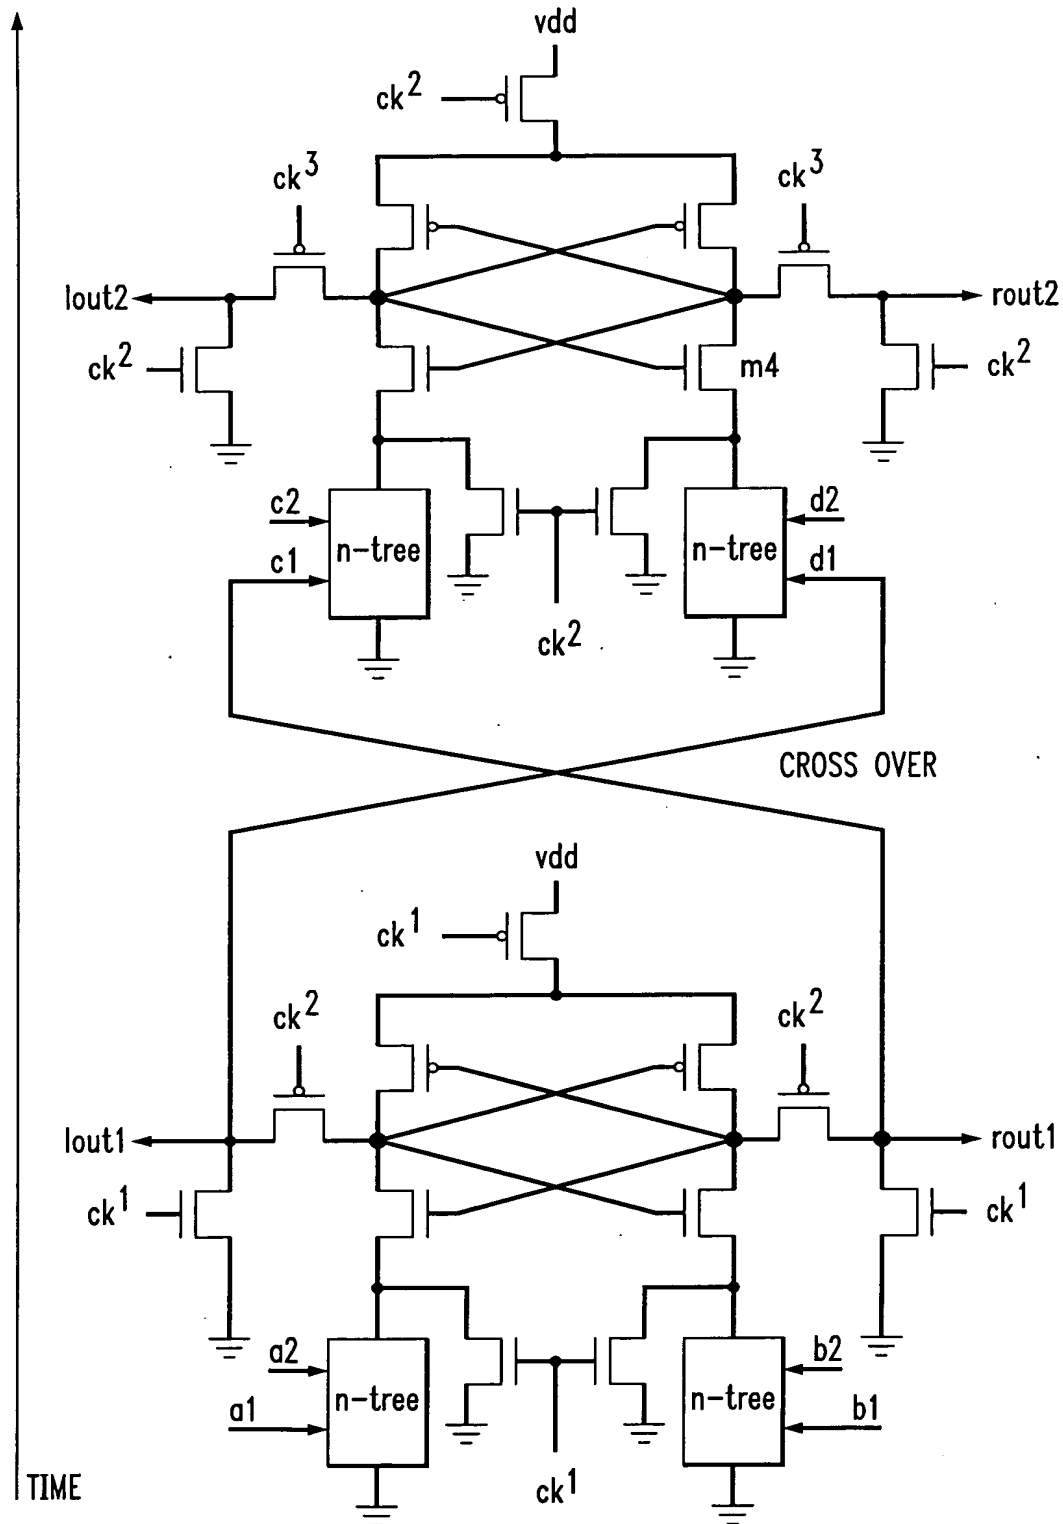 vdd
ck²
ck³
ck³
lout2
rout2
ck²
m4
ck²
c2
n-tree
c1
d2
n-tree
d1
ck²
CROSS OVER
vdd
ck¹
ck²
ck²
lout1
rout1
ck¹
ck¹
a2
n-tree
a1
b2
n-tree
b1
ck¹
TIME